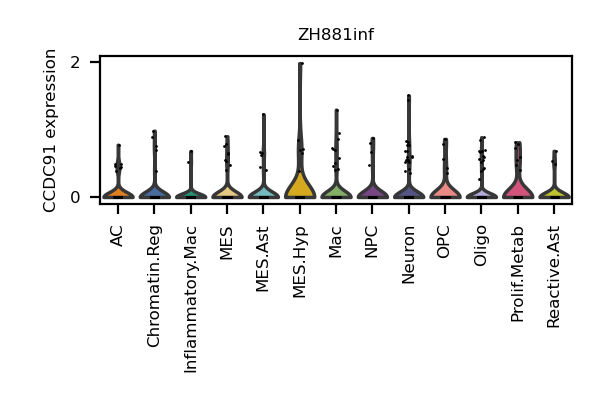 ZH881inf
CCDC91 expression
2
0
AC
Chromatin.Reg
Inflammatory.Mac
MES
MES.Ast
MES.Hyp
Mac
NPC
Neuron
OPC
Oligo
Prolif.Metab
Reactive.Ast